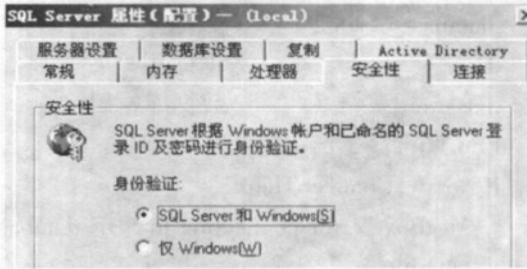 SQL Server 属性(配置)— (local)
服务器设置 数据库设置 复制 Active Directory
常规 内存 处理器 安全性 连接
安全性
SQL Server 根据 Windows 帐户和已命名的 SQL Server 登
录 ID 及密码进行身份验证。
身份验证:
SQL Server 和 Windows(S)
仅 Windows(W)